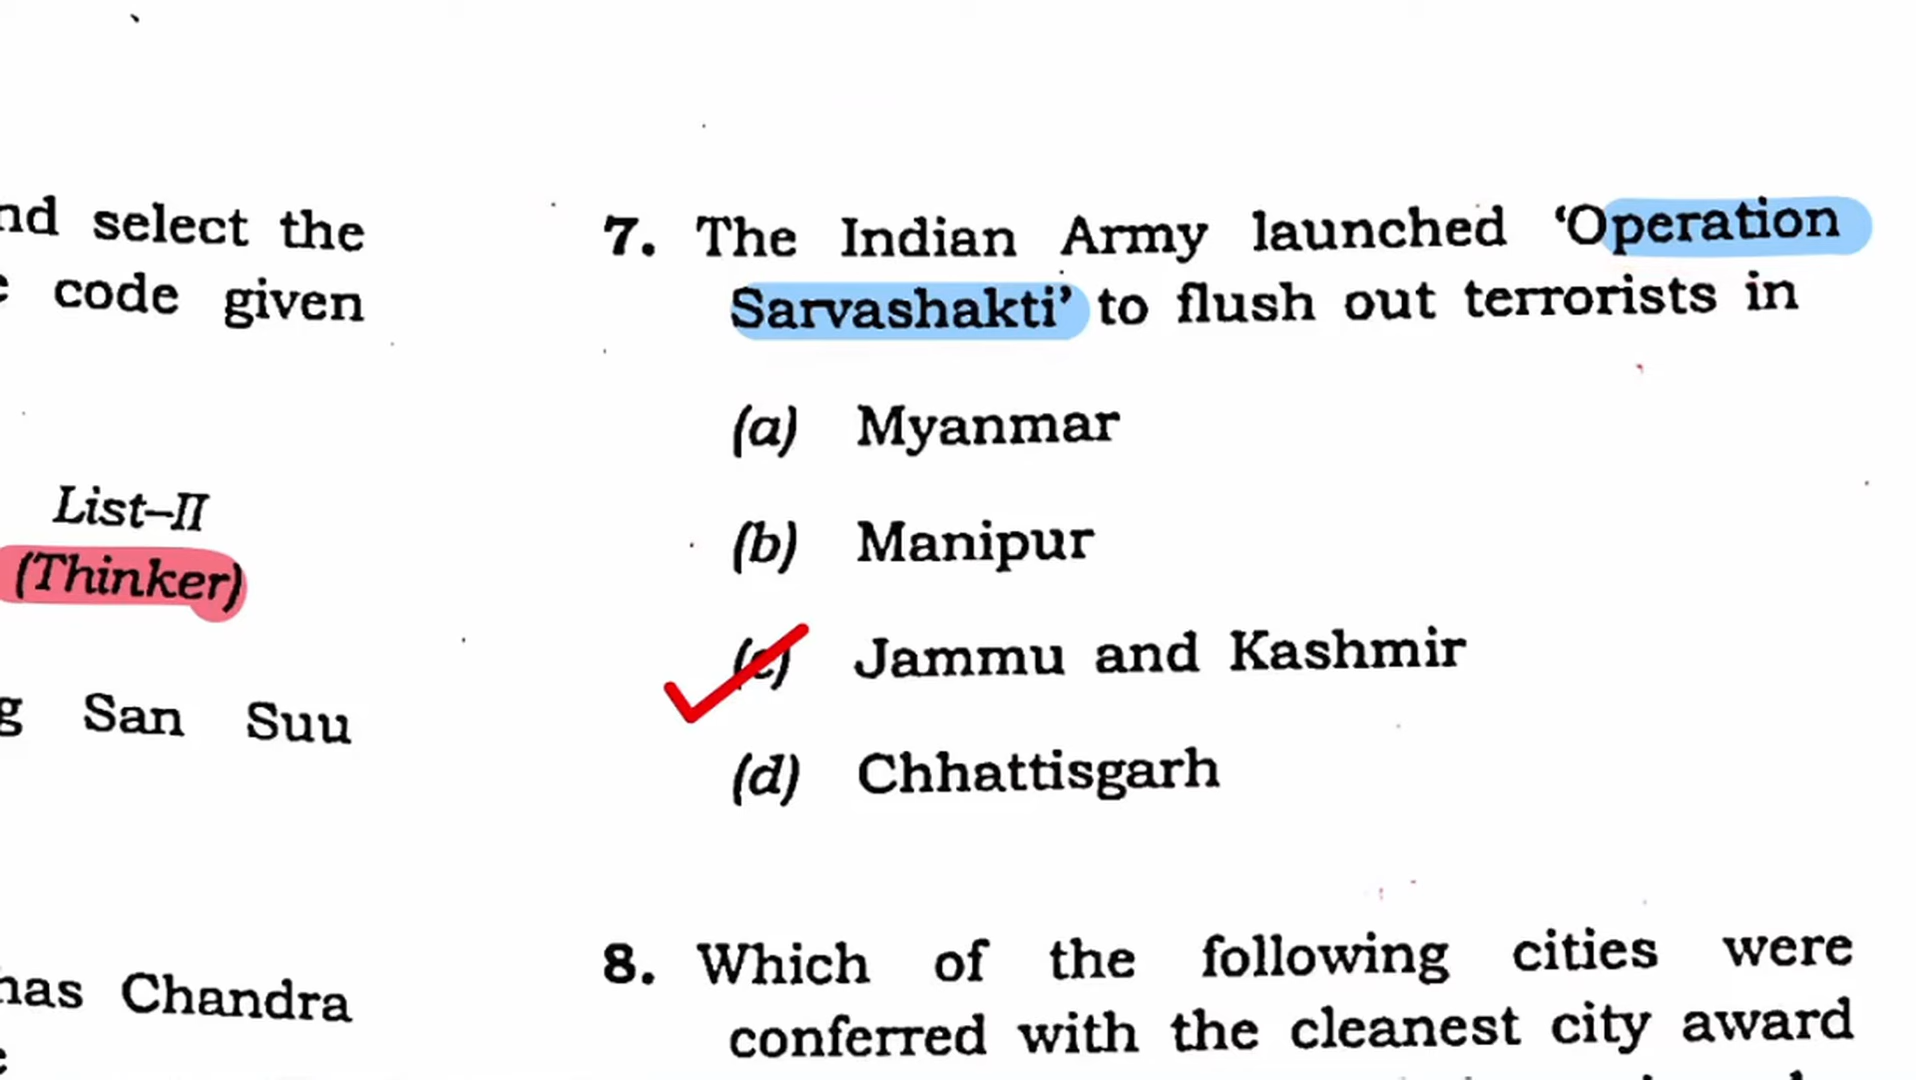 nd select the
code given
List–II
(Thinker)
g San Suu
has Chandra
7. The Indian Army launched ‘Operation
Sarvashakti’ to flush out terrorists in
(a) Myanmar
(b) Manipur
(c) Jammu and Kashmir
(d) Chhattisgarh
8. Which of the following cities were
conferred with the cleanest city award